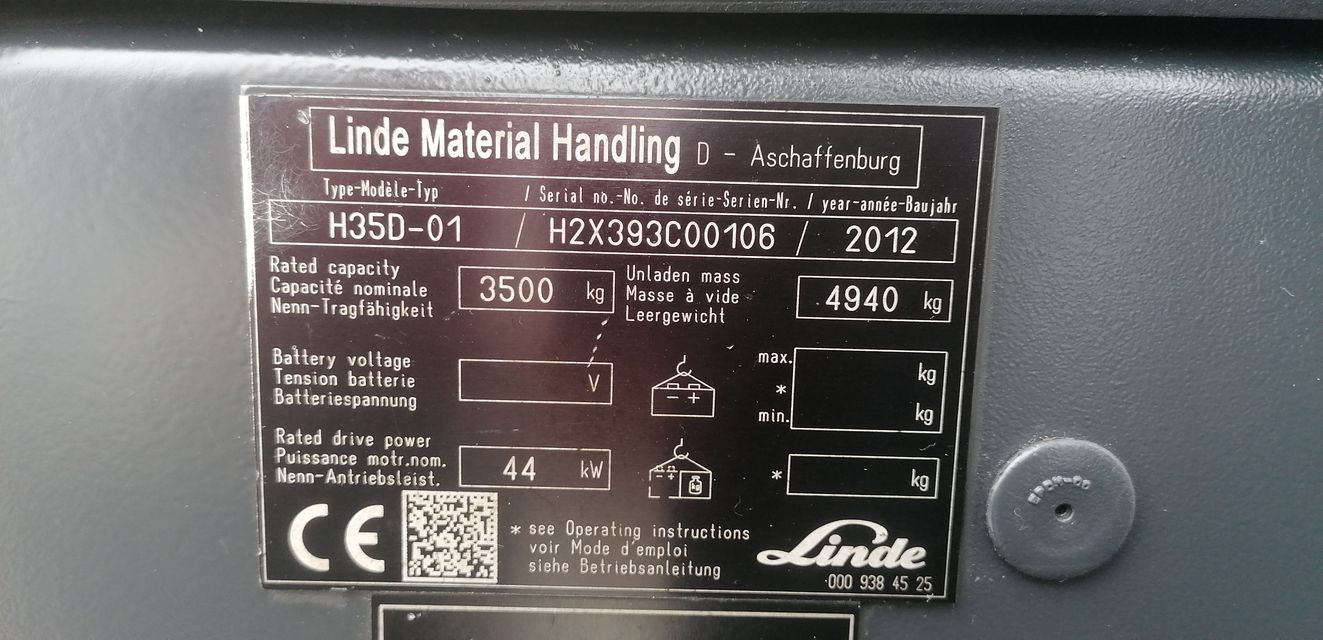 Linde Material Handling D - Aschaffenburg
Type-Modèle-Typ / Serial no.-No. de série-Serien-Nr. / year-année-Baujahr
H35D-01 / H2X393C00106 / 2012
Rated capacity
Capacité nominale
Nenn-Tragfähigkeit
3500 kg
Unladen mass
Masse à vide
Leergewicht
4940 kg
Battery voltage
Tension batterie
Batteriespannung
V
- +
max. kg
*
min. kg
Rated drive power
Puissance motr.nom.
Nenn-Antriebsleist.
44 kW
- +
kg
* kg
CE
* see Operating instructions
voir Mode d'emploi
siehe Betriebsanleitung
Linde
000 938 45 25